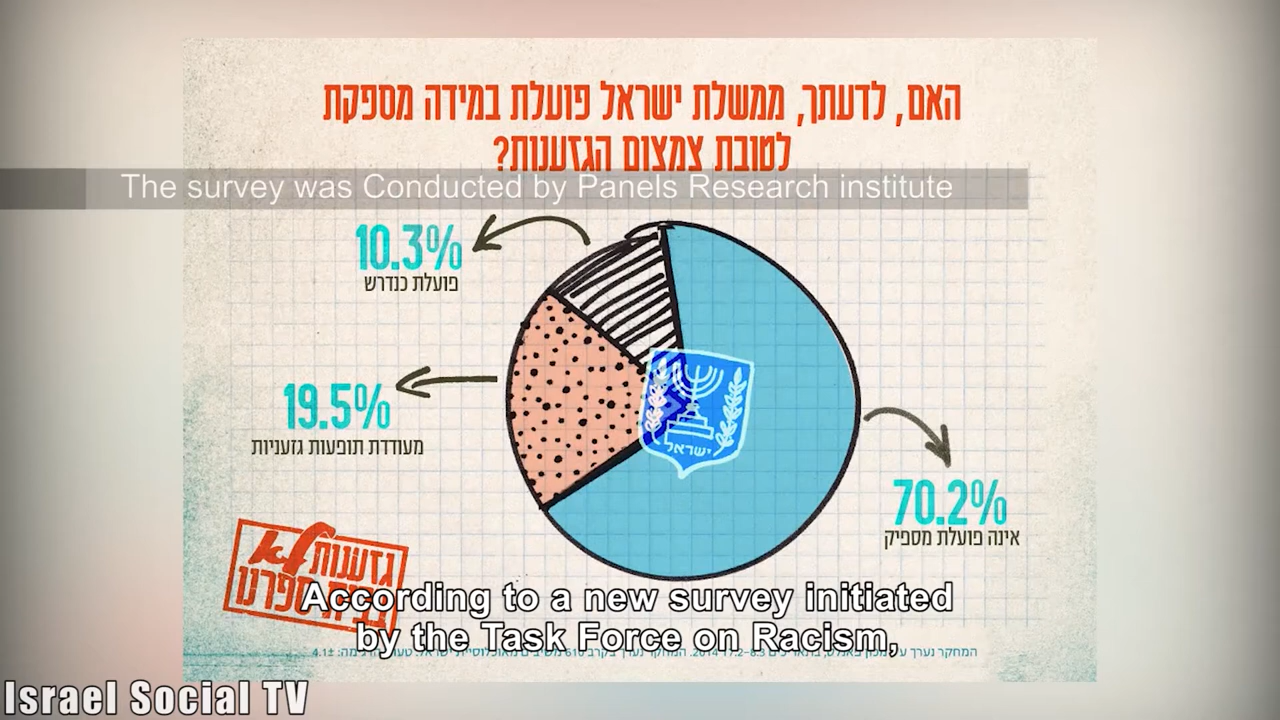 האם, לדעתך, ממשלת ישראל פועלת במידה מספקת
לטובת צמצום הגזענות?
The survey was Conducted by Panels Research institute
10.3%
פועלת כנדרש
19.5%
מעודדת תופעות גזעניות
70.2%
אינה פועלת מספיק
ישראל
גזענות לא
According to a new survey initiated
by the Task Force on Racism,
Israel Social TV